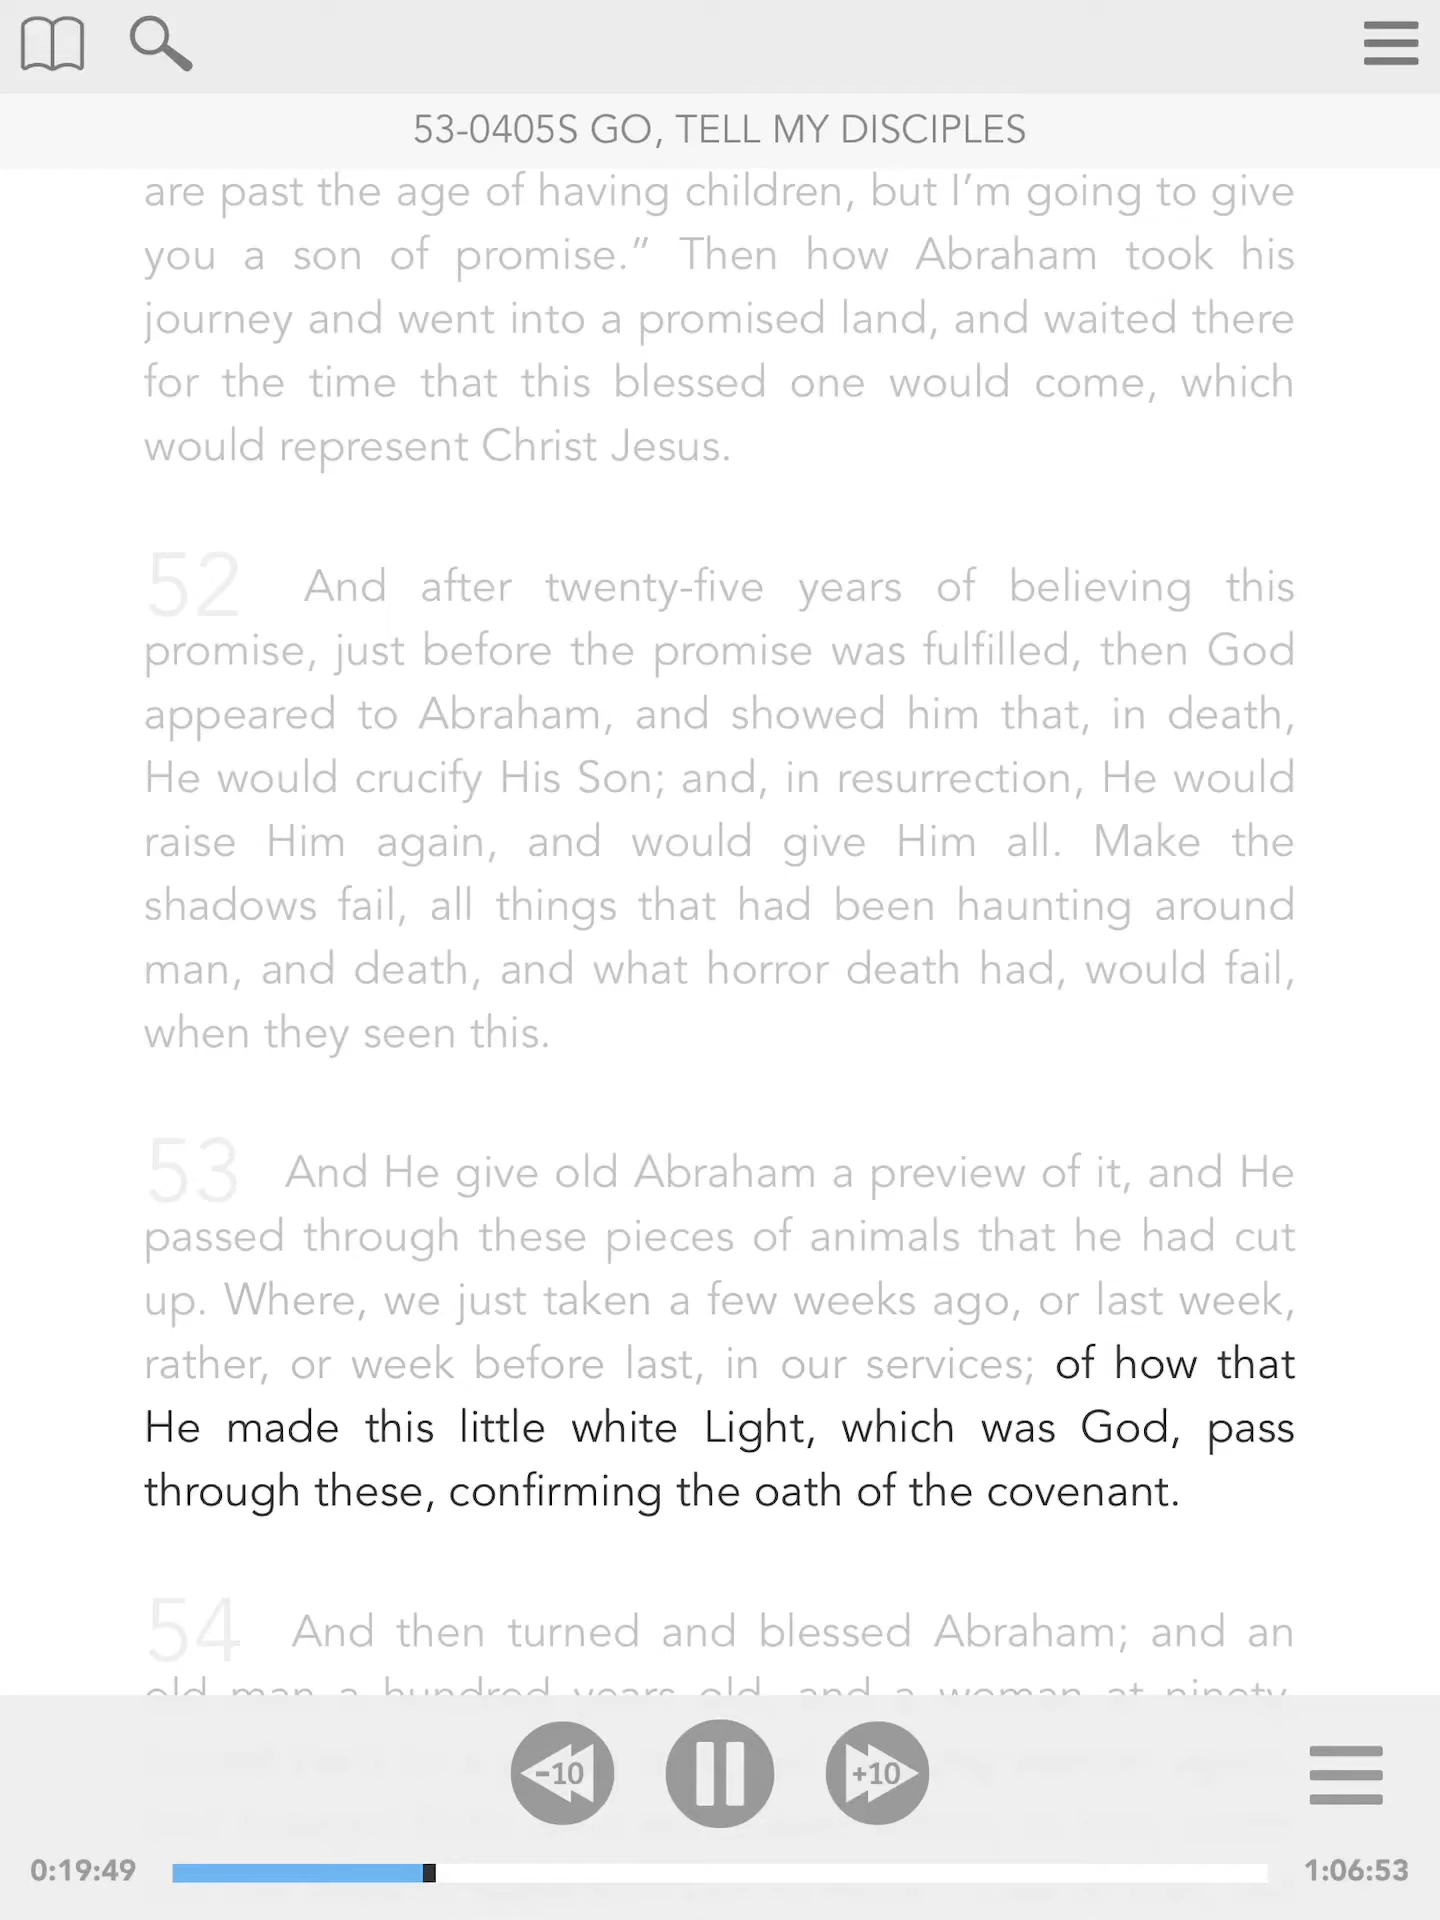 53-0405S GO, TELL MY DISCIPLES
are past the age of having children, but I’m going to give
you a son of promise.” Then how Abraham took his
journey and went into a promised land, and waited there
for the time that this blessed one would come, which
would represent Christ Jesus.
52 And after twenty-five years of believing this
promise, just before the promise was fulfilled, then God
appeared to Abraham, and showed him that, in death,
He would crucify His Son; and, in resurrection, He would
raise Him again, and would give Him all. Make the
shadows fail, all things that had been haunting around
man, and death, and what horror death had, would fail,
when they seen this.
53 And He give old Abraham a preview of it, and He
passed through these pieces of animals that he had cut
up. Where, we just taken a few weeks ago, or last week,
rather, or week before last, in our services; of how that
He made this little white Light, which was God, pass
through these, confirming the oath of the covenant.
54 And then turned and blessed Abraham; and an
old man a hundred years old, and a woman at ninety,
-10 +10
0:19:49 1:06:53